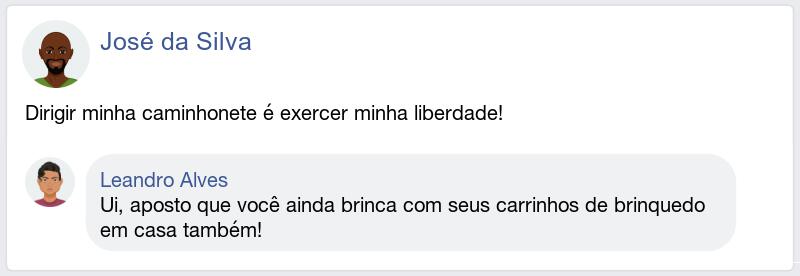 José da Silva
Dirigir minha caminhonete é exercer minha liberdade!
Leandro Alves
Ui, aposto que você ainda brinca com seus carrinhos de brinquedo
em casa também!